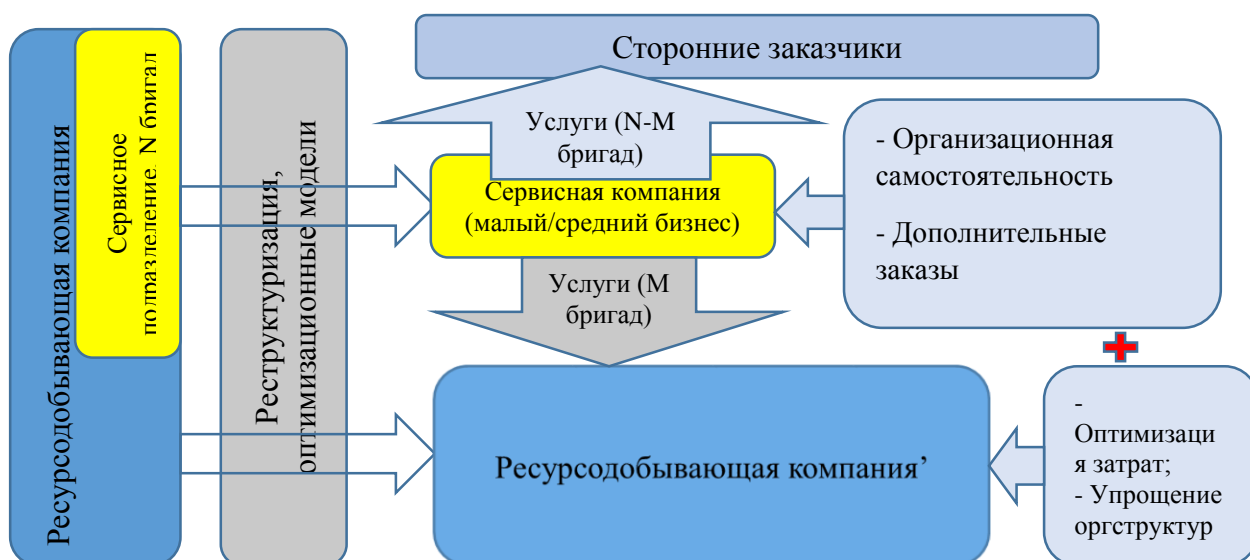 Ресурсодобывающая компания
Сервисное
подразделение, N бригад
Реструктуризация,
оптимизационные модели
Сторонние заказчики
Услуги (N-M
бригад)
Сервисная компания
(малый/средний бизнес)
Услуги (M
бригад)
- Организационная
самостоятельность
- Дополнительные
заказы
Ресурсодобывающая компания’
-
Оптимизаци
я затрат;
- Упрощение
оргструктур